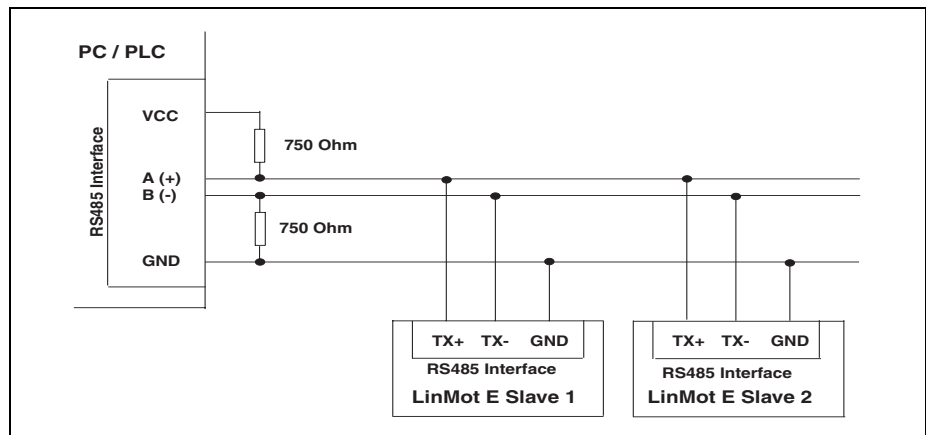 PC / PLC
RS485 Interface
VCC
750 Ohm
A (+)
B (-)
750 Ohm
GND
TX+ TX- GND
RS485 Interface
LinMot E Slave 1
TX+ TX- GND
RS485 Interface
LinMot E Slave 2